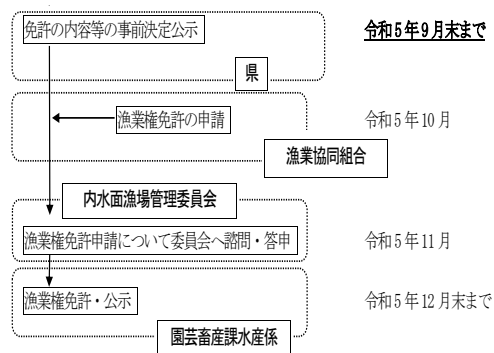 免許の内容等の事前決定公示
令和5年9月末まで
県
漁業権免許の申請
令和5年10月
漁業協同組合
内水面漁場管理委員会
漁業権免許申請について委員会へ諮問・答申
令和5年11月
漁業権免許・公示
令和5年12月末まで
園芸畜産課水産係